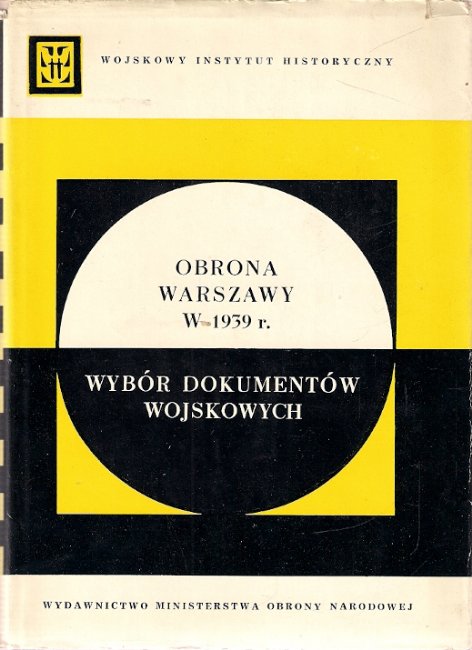 WOJSKOWY INSTYTUT HISTORYCZNY
OBRONA
WARSZAWY
W 1939 r.
WYBÓR DOKUMENTÓW
WOJSKOWYCH
WYDAWNICTWO MINISTERSTWA OBRONY NARODOWEJ